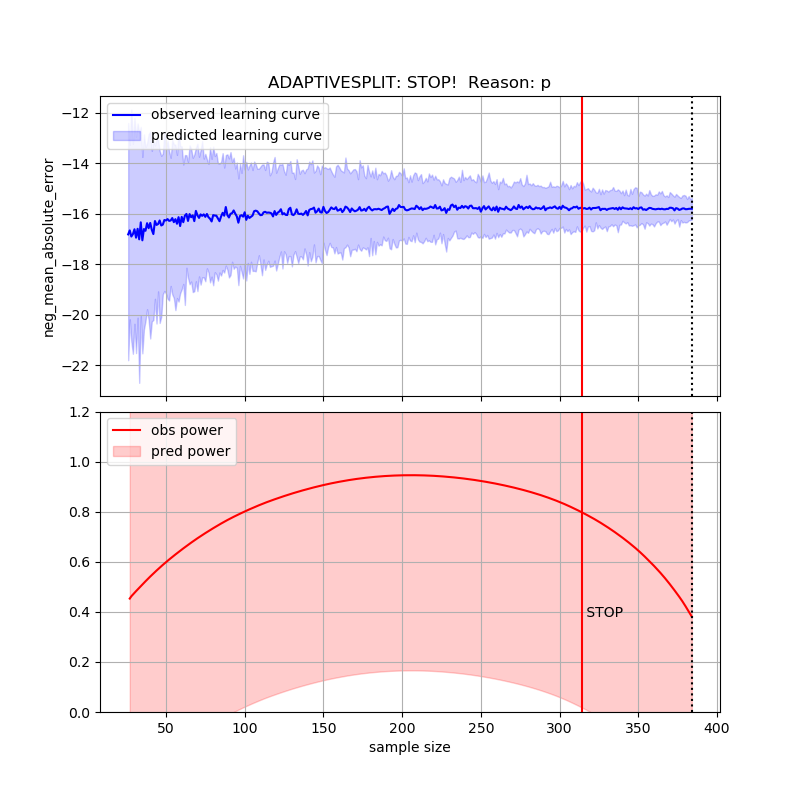 ADAPTIVESPLIT: STOP!  Reason: p
observed learning curve
predicted learning curve
neg_mean_absolute_error
−12
−14
−16
−18
−20
−22
obs power
pred power
1.2
1.0
0.8
0.6
0.4
0.2
0.0
STOP
50 100 150 200 250 300 350 400
sample size